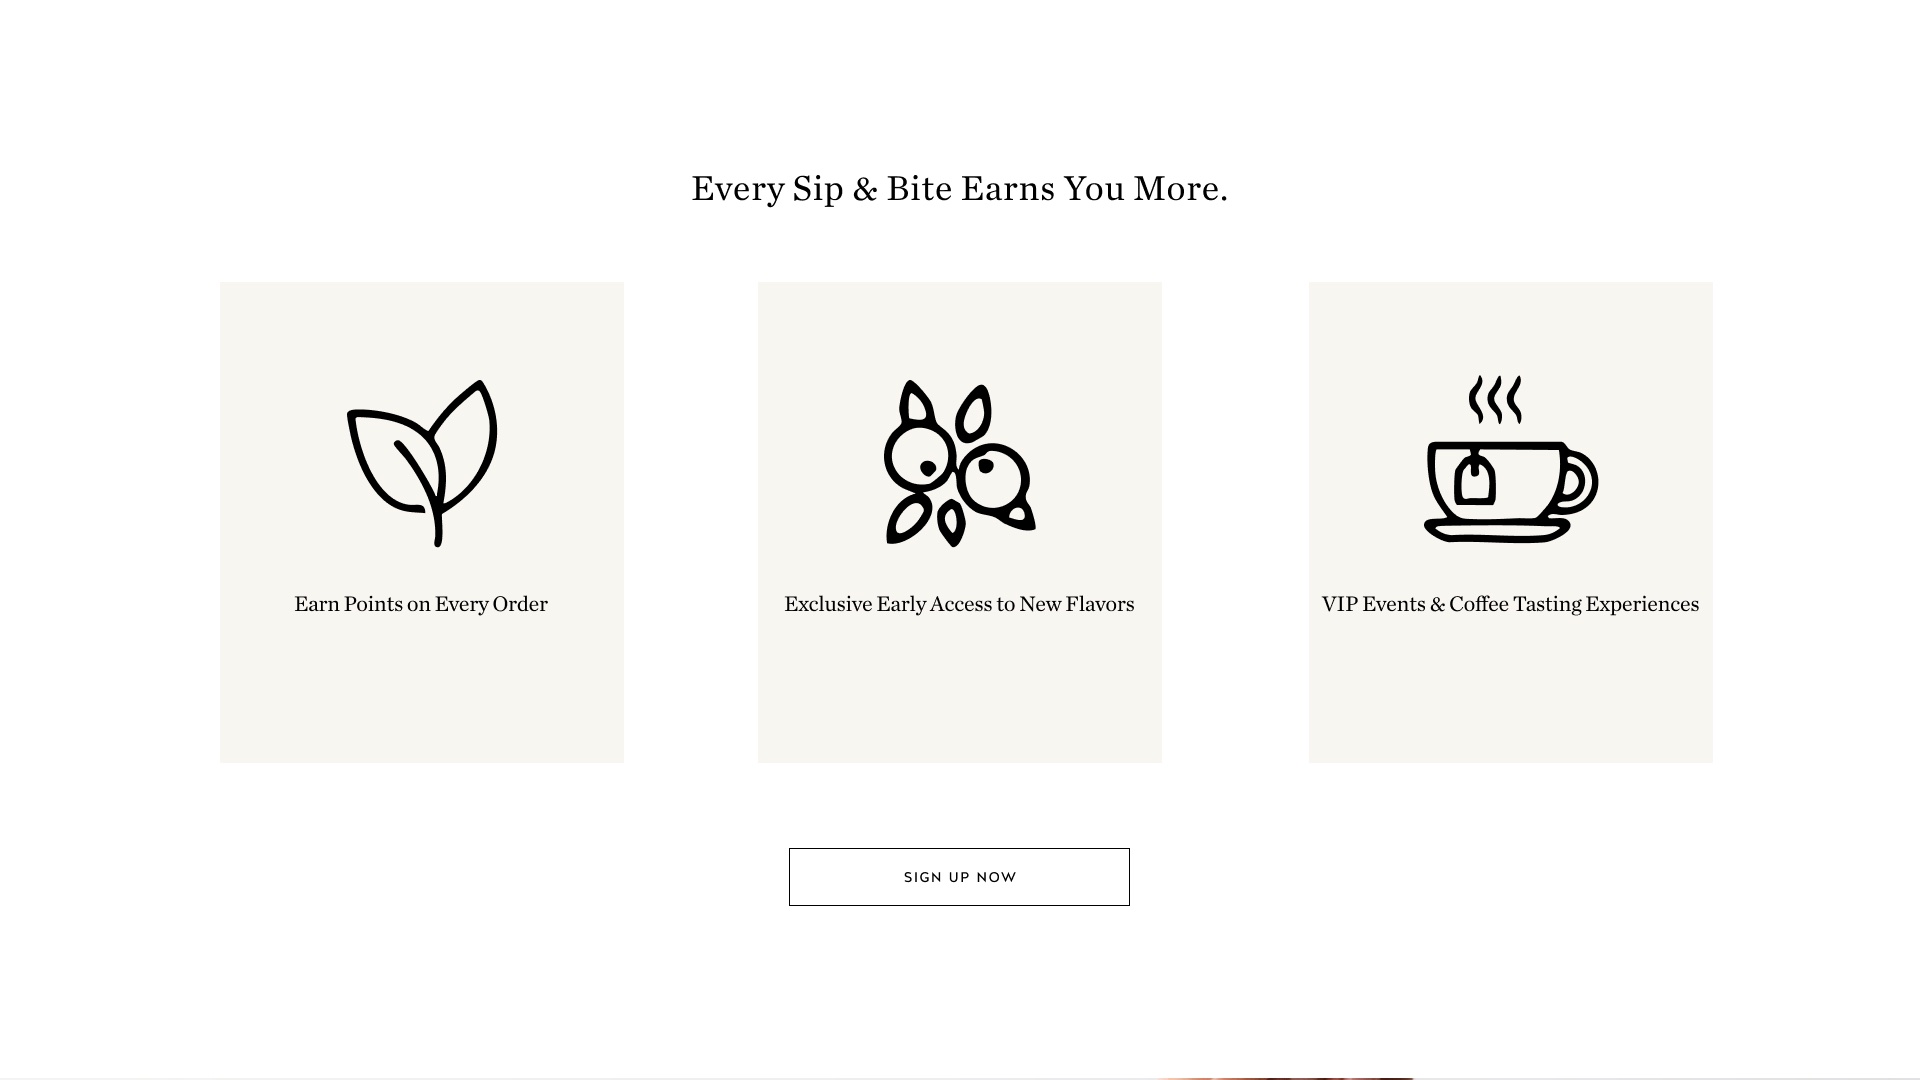 Every Sip & Bite Earns You More.
Earn Points on Every Order
Exclusive Early Access to New Flavors
VIP Events & Coffee Tasting Experiences
SIGN UP NOW